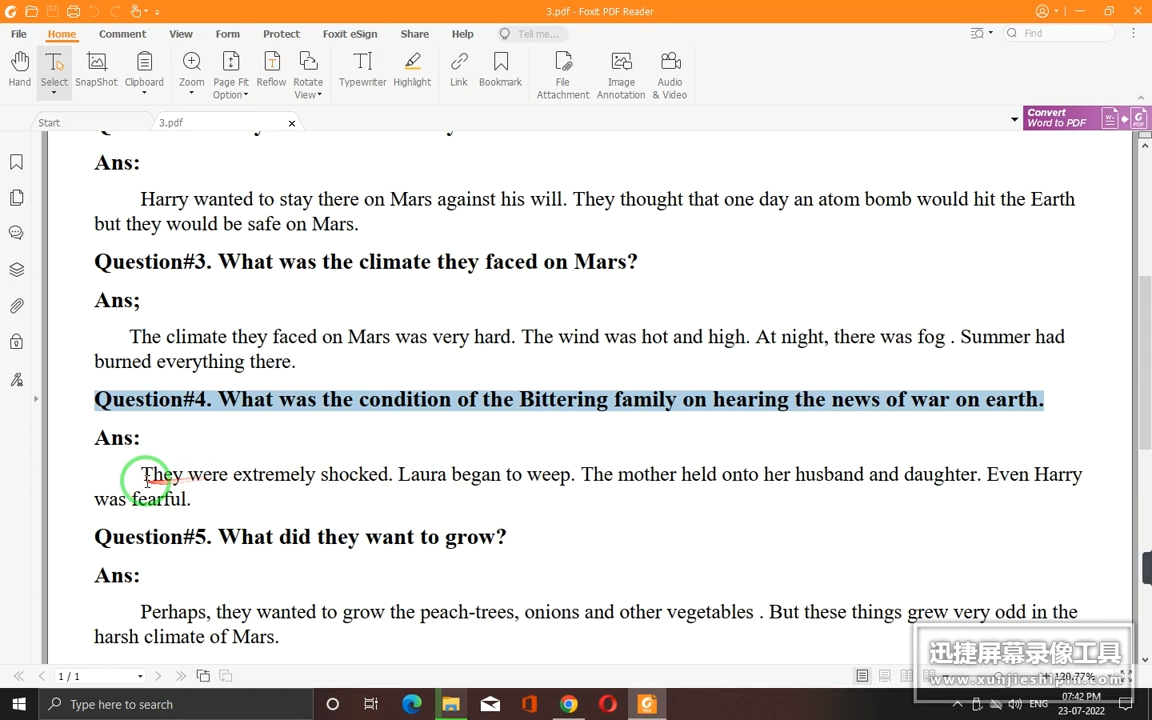 3.pdf - Foxit PDF Reader
File Home Comment View Form Protect Foxit eSign Share Help Tell me... Find
Hand Select SnapShot Clipboard Zoom Page Fit Option Reflow Rotate View Typewriter Highlight Link Bookmark File Attachment Image Annotation Audio & Video
Start 3.pdf Convert Word to PDF
Ans:
Harry wanted to stay there on Mars against his will. They thought that one day an atom bomb would hit the Earth
but they would be safe on Mars.
Question#3. What was the climate they faced on Mars?
Ans;
The climate they faced on Mars was very hard. The wind was hot and high. At night, there was fog . Summer had
burned everything there.
Question#4. What was the condition of the Bittering family on hearing the news of war on earth.
Ans:
They were extremely shocked. Laura began to weep. The mother held onto her husband and daughter. Even Harry
was fearful.
Question#5. What did they want to grow?
Ans:
Perhaps, they wanted to grow the peach-trees, onions and other vegetables . But these things grew very odd in the
harsh climate of Mars.
迅捷屏幕录像工具
www.xunjieshipin.com
1 / 1 128.77%
Type here to search ENG 07:42 PM
23-07-2022